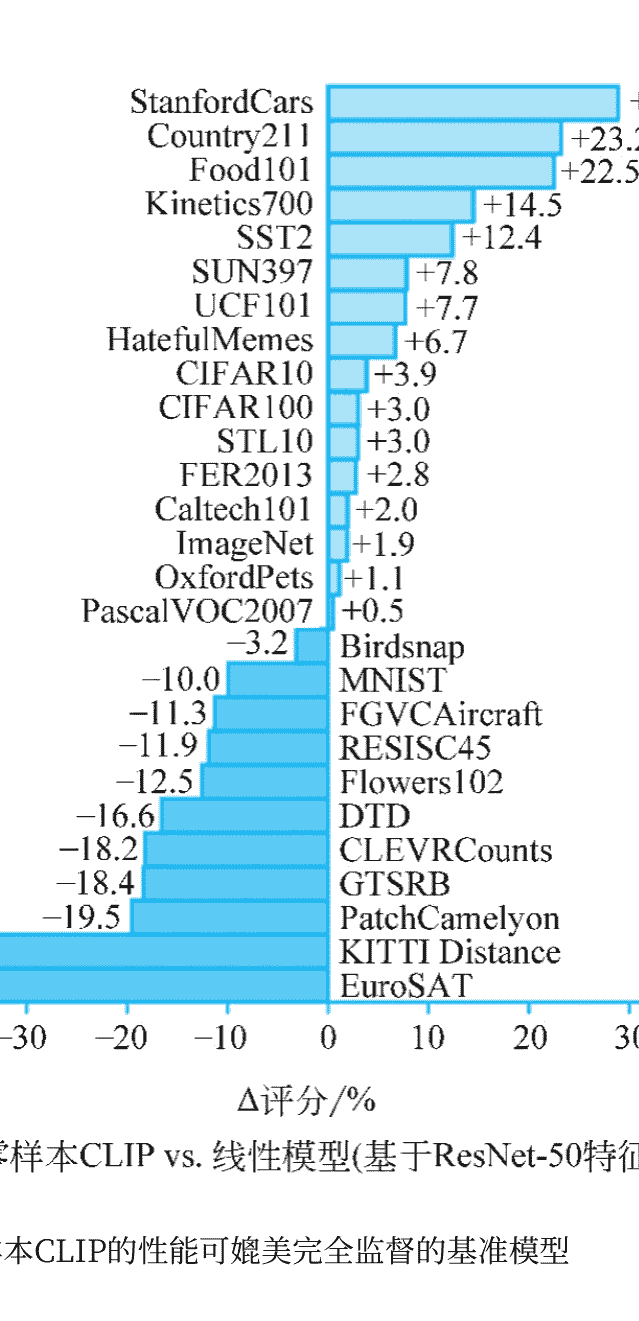 StanfordCars +
Country211 +23.2
Food101 +22.5
Kinetics700 +14.5
SST2 +12.4
SUN397 +7.8
UCF101 +7.7
HatefulMemes +6.7
CIFAR10 +3.9
CIFAR100 +3.0
STL10 +3.0
FER2013 +2.8
Caltech101 +2.0
ImageNet +1.9
OxfordPets +1.1
PascalVOC2007 +0.5
−3.2 Birdsnap
−10.0 MNIST
−11.3 FGVCAircraft
−11.9 RESISC45
−12.5 Flowers102
−16.6 DTD
−18.2 CLEVRCounts
−18.4 GTSRB
−19.5 PatchCamelyon
KITTI Distance
EuroSAT
−30 −20 −10 0 10 20 30
Δ评分/%
样本CLIP vs. 线性模型(基于ResNet-50特征
本CLIP的性能可媲美完全监督的基准模型